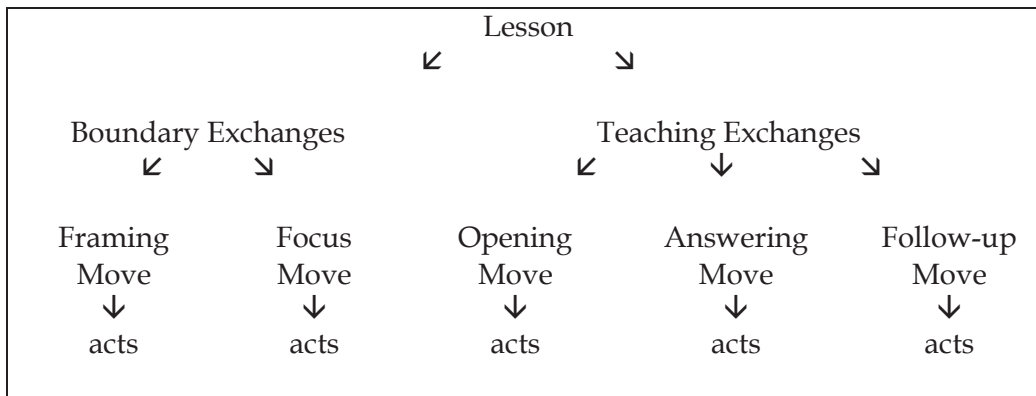 Lesson
Boundary Exchanges Teaching Exchanges
Framing Focus Opening Answering Follow-up
Move Move Move Move Move
acts acts acts acts acts